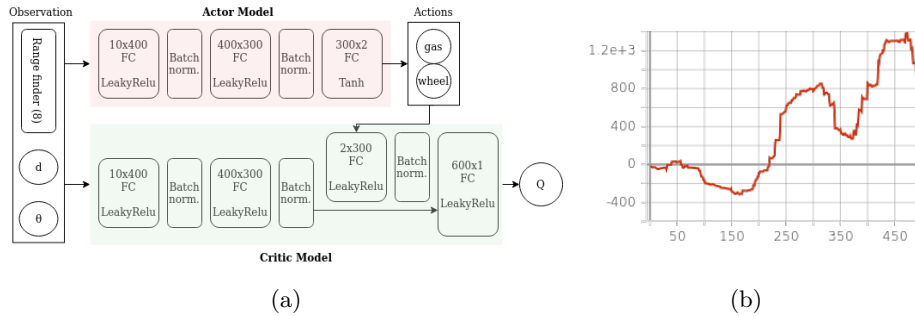 Observation
Range finder (8)
d
θ
Actor Model
10x400
FC
LeakyRelu
Batch
norm.
400x300
FC
LeakyRelu
Batch
norm.
300x2
FC
Tanh
Actions
gas
wheel
10x400
FC
LeakyRelu
Batch
norm.
400x300
FC
LeakyRelu
Batch
norm.
2x300
FC
LeakyRelu
Batch
norm.
600x1
FC
LeakyRelu
Q
Critic Model
(a)
1.2e+3
800
400
0
-400
50
150
250
350
450
(b)